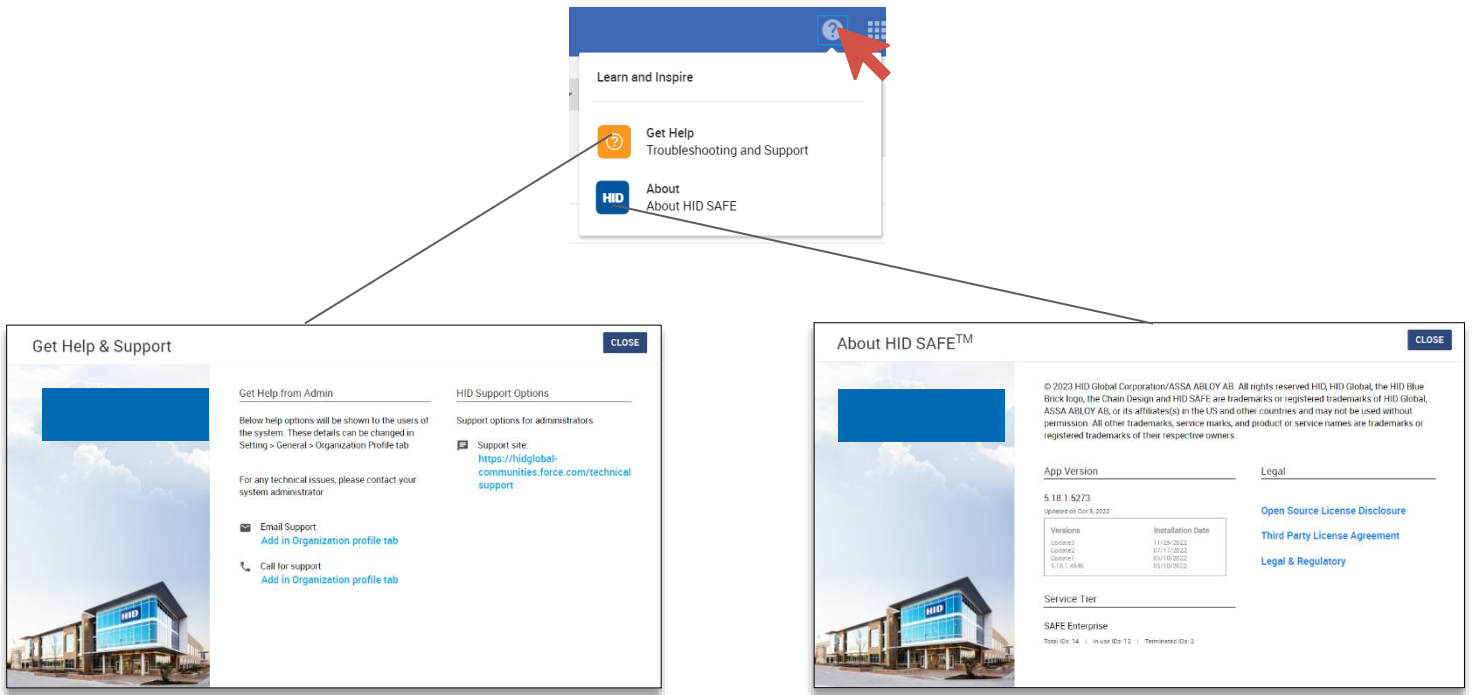 Learn and Inspire
Get Help
Troubleshooting and Support
HID
About
About HID SAFE
Get Help & Support
CLOSE
Get Help from Admin
Below help options will be shown to the users of
the system. These details can be changed in
Setting > General > Organization Profile tab
For any technical issues, please contact your
system administrator
Email Support
Add in Organization profile tab
Call for support
Add in Organization profile tab
HID Support Options
Support options for administrators
Support site:
https://hidglobal-
communities.force.com/technical
support
HID
About HID SAFE™
CLOSE
© 2023 HID Global Corporation/ASSA ABLOY AB. All rights reserved HID, HID Global, the HID Blue
Brick logo, the Chain Design and HID SAFE are trademarks or registered trademarks of HID Global,
ASSA ABLOY AB, or its affiliates(s) in the US and other countries and may not be used without
permission. All other trademarks, service marks, and product or service names are trademarks or
registered trademarks of their respective owners.
App Version
5.18.1.5273
Updated on Oct 3, 2022
Versions Installation Date
Update3 11/29/2022
Update2 07/17/2022
Update1 05/10/2022
5.18.1.4646 05/10/2022
Service Tier
SAFE Enterprise
Total IDs: 14 | In use IDs: 12 | Terminated IDs: 2
Legal
Open Source License Disclosure
Third Party License Agreement
Legal & Regulatory
HID